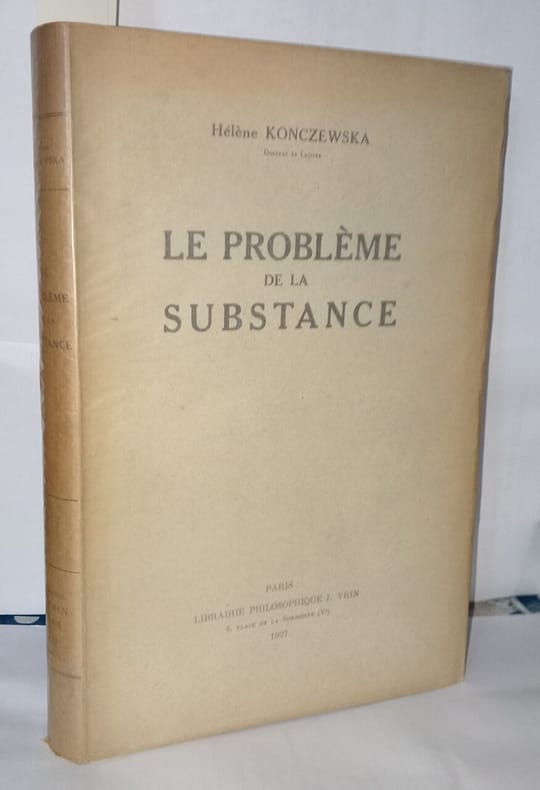 Hélène KONCZEWSKA
Docteur ès Lettres
LE PROBLÈME
DE LA
SUBSTANCE
PARIS
LIBRAIRIE PHILOSOPHIQUE J. VRIN
6, PLACE DE LA SORBONNE (Vᵉ)
1937